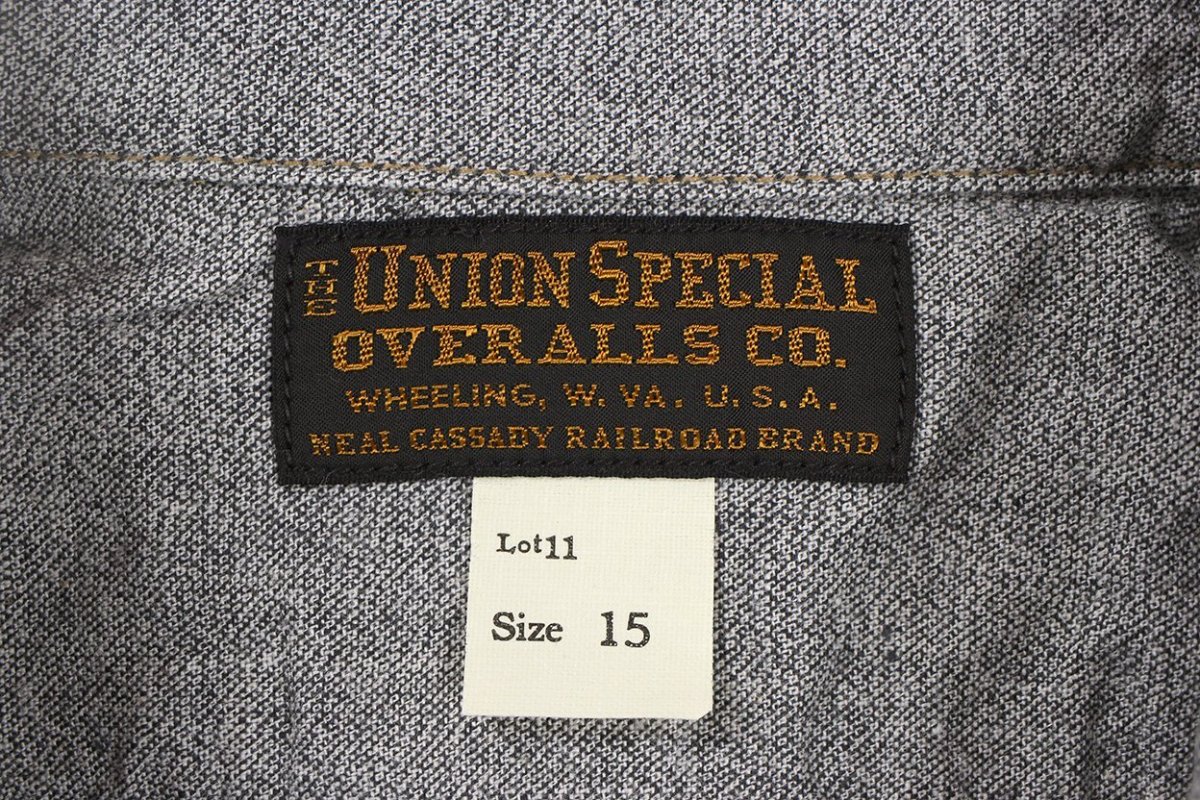 THE UNION SPECIAL
OVERALLS CO.
WHEELING, W. VA. U.S.A.
NEAL CASSADY RAILROAD BRAND
Lot11
Size 15